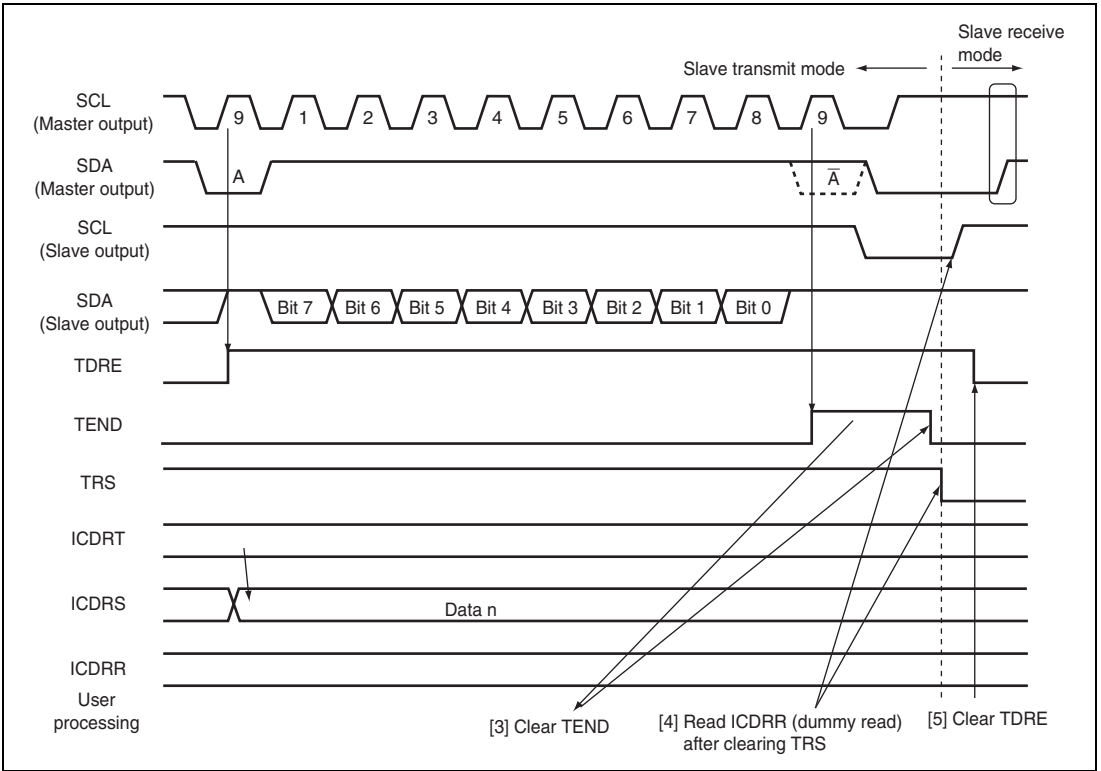 Slave receive
mode
Slave transmit mode
SCL
(Master output)
9 1 2 3 4 5 6 7 8 9
SDA
(Master output)
A A̅
SCL
(Slave output)
SDA
(Slave output)
Bit 7 Bit 6 Bit 5 Bit 4 Bit 3 Bit 2 Bit 1 Bit 0
TDRE
TEND
TRS
ICDRT
ICDRS
Data n
ICDRR
User
processing
[3] Clear TEND
[4] Read ICDRR (dummy read)
after clearing TRS
[5] Clear TDRE